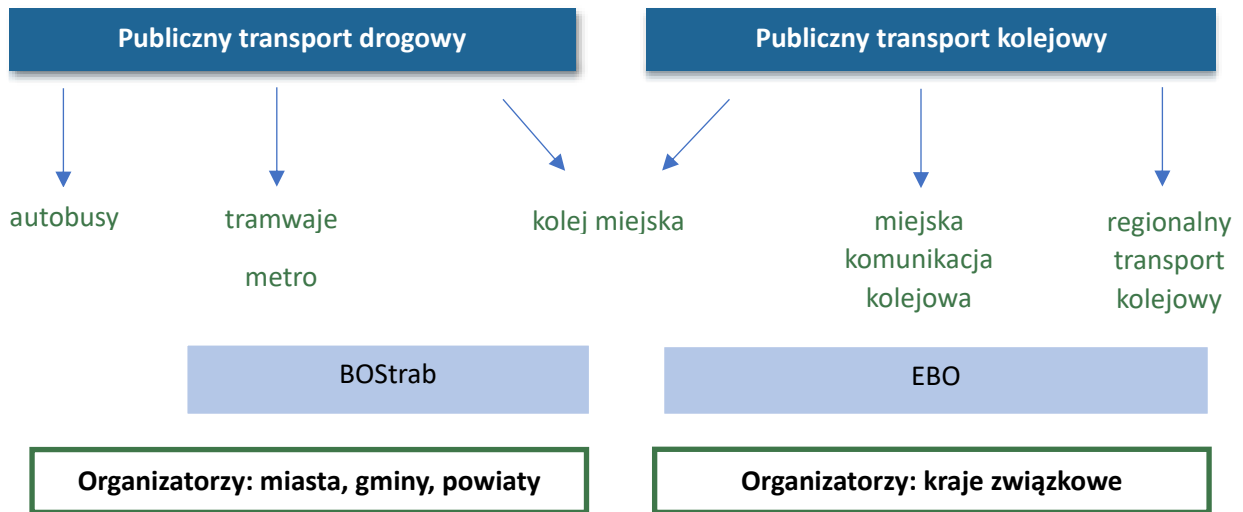 Publiczny transport drogowy
Publiczny transport kolejowy
autobusy
tramwaje
metro
kolej miejska
miejska
komunikacja
kolejowa
regionalny
transport
kolejowy
BOStrab
EBO
Organizatorzy: miasta, gminy, powiaty
Organizatorzy: kraje związkowe